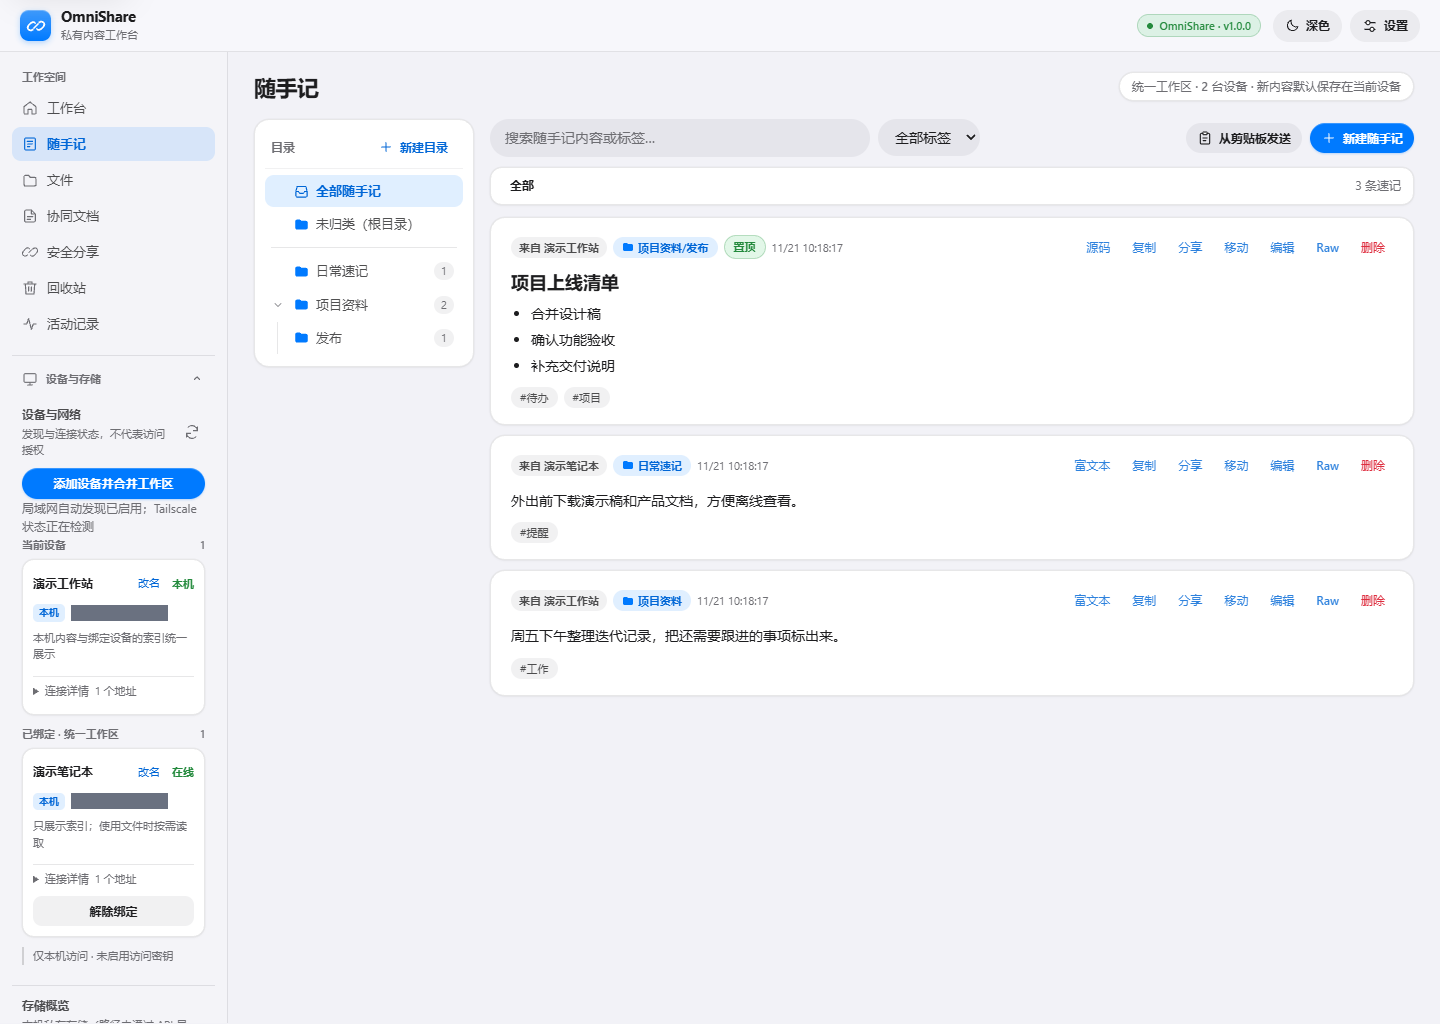 OmniShare
私有内容工作台
OmniShare · v1.0.0
深色
设置
工作空间
工作台
随手记
文件
协同文档
安全分享
回收站
活动记录
设备与存储
设备与网络
发现与连接状态，不代表访问
授权
添加设备并合并工作区
局域网自动发现已启用；Tailscale
状态正在检测
当前设备 1
演示工作站 改名 本机
本机
本机内容与绑定设备的索引统一
展示
连接详情 1 个地址
已绑定 · 统一工作区 1
演示笔记本 改名 在线
本机
只展示索引；使用文件时按需读
取
连接详情 1 个地址
解除绑定
仅本机访问 · 未启用访问密钥
存储概览
随手记
统一工作区 · 2 台设备 · 新内容默认保存在当前设备
目录
新建目录
全部随手记
未归类（根目录）
日常速记 1
项目资料 2
发布 1
搜索随手记内容或标签...
全部标签
从剪贴板发送
新建随手记
全部
3 条速记
来自 演示工作站 项目资料/发布 置顶 11/21 10:18:17 源码 复制 分享 移动 编辑 Raw 删除
项目上线清单
合并设计稿
确认功能验收
补充交付说明
#待办 #项目
来自 演示笔记本 日常速记 11/21 10:18:17 富文本 复制 分享 移动 编辑 Raw 删除
外出前下载演示稿和产品文档，方便离线查看。
#提醒
来自 演示工作站 项目资料 11/21 10:18:17 富文本 复制 分享 移动 编辑 Raw 删除
周五下午整理迭代记录，把还需要跟进的事项标出来。
#工作